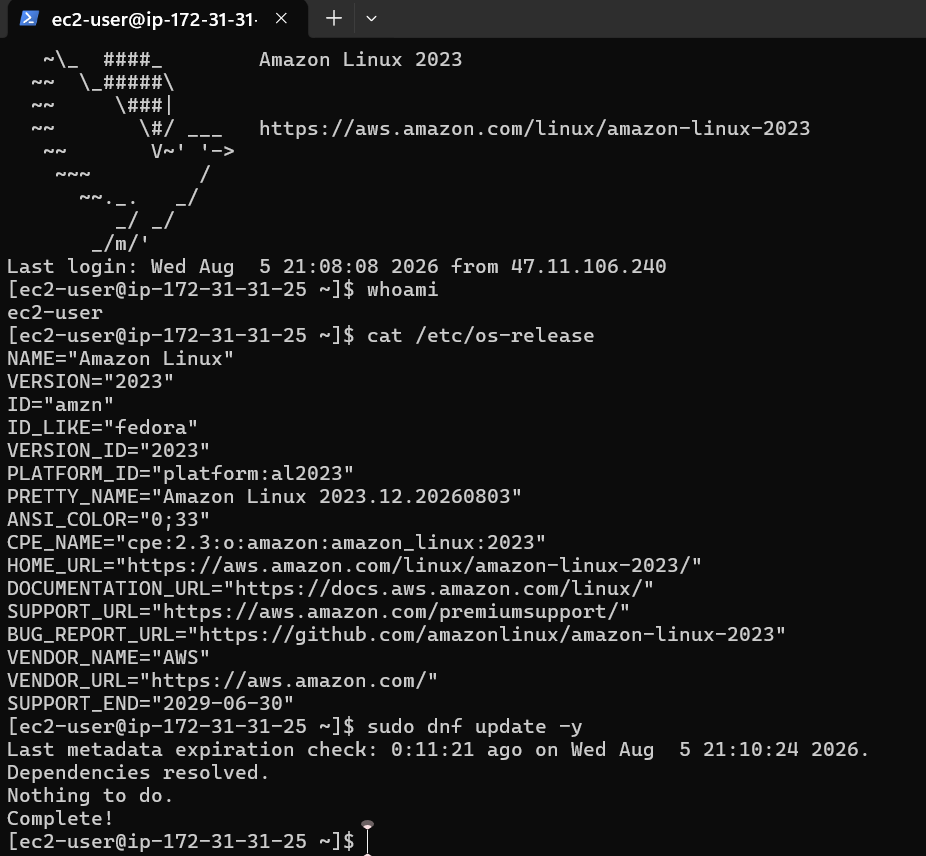 ec2-user@ip-172-31-31-
~\_  ####_        Amazon Linux 2023
~~  \_#####\
~~     \###|
~~       \#/ ___   https://aws.amazon.com/linux/amazon-linux-2023
~~       V~' '->
~~~         /
~~._.   _/
_/ _/
_/m/'
Last login: Wed Aug  5 21:08:08 2026 from 47.11.106.240
[ec2-user@ip-172-31-31-25 ~]$ whoami
ec2-user
[ec2-user@ip-172-31-31-25 ~]$ cat /etc/os-release
NAME="Amazon Linux"
VERSION="2023"
ID="amzn"
ID_LIKE="fedora"
VERSION_ID="2023"
PLATFORM_ID="platform:al2023"
PRETTY_NAME="Amazon Linux 2023.12.20260803"
ANSI_COLOR="0;33"
CPE_NAME="cpe:2.3:o:amazon:amazon_linux:2023"
HOME_URL="https://aws.amazon.com/linux/amazon-linux-2023/"
DOCUMENTATION_URL="https://docs.aws.amazon.com/linux/"
SUPPORT_URL="https://aws.amazon.com/premiumsupport/"
BUG_REPORT_URL="https://github.com/amazonlinux/amazon-linux-2023"
VENDOR_NAME="AWS"
VENDOR_URL="https://aws.amazon.com/"
SUPPORT_END="2029-06-30"
[ec2-user@ip-172-31-31-25 ~]$ sudo dnf update -y
Last metadata expiration check: 0:11:21 ago on Wed Aug  5 21:10:24 2026.
Dependencies resolved.
Nothing to do.
Complete!
[ec2-user@ip-172-31-31-25 ~]$